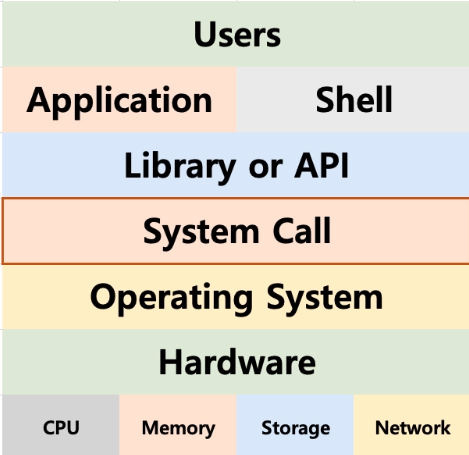 Users
Application Shell
Library or API
System Call
Operating System
Hardware
CPU Memory Storage Network